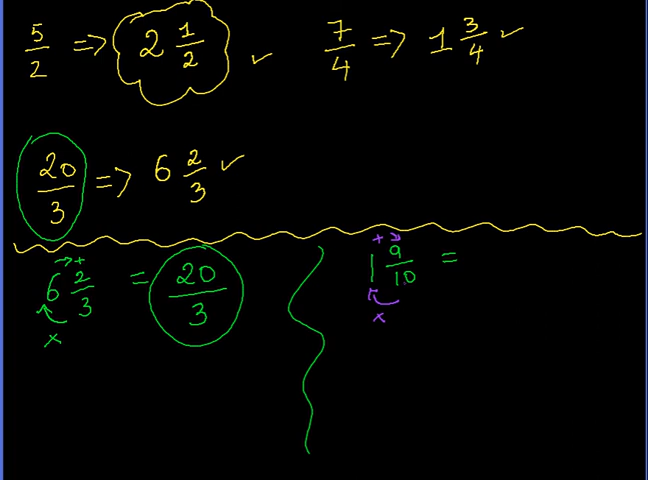 5/2 => 2 1/2 ✓ 7/4 => 1 3/4 ✓
20/3 => 6 2/3 ✓
→ + + →
6 2/3 = 20/3 1 9/10 =
x x